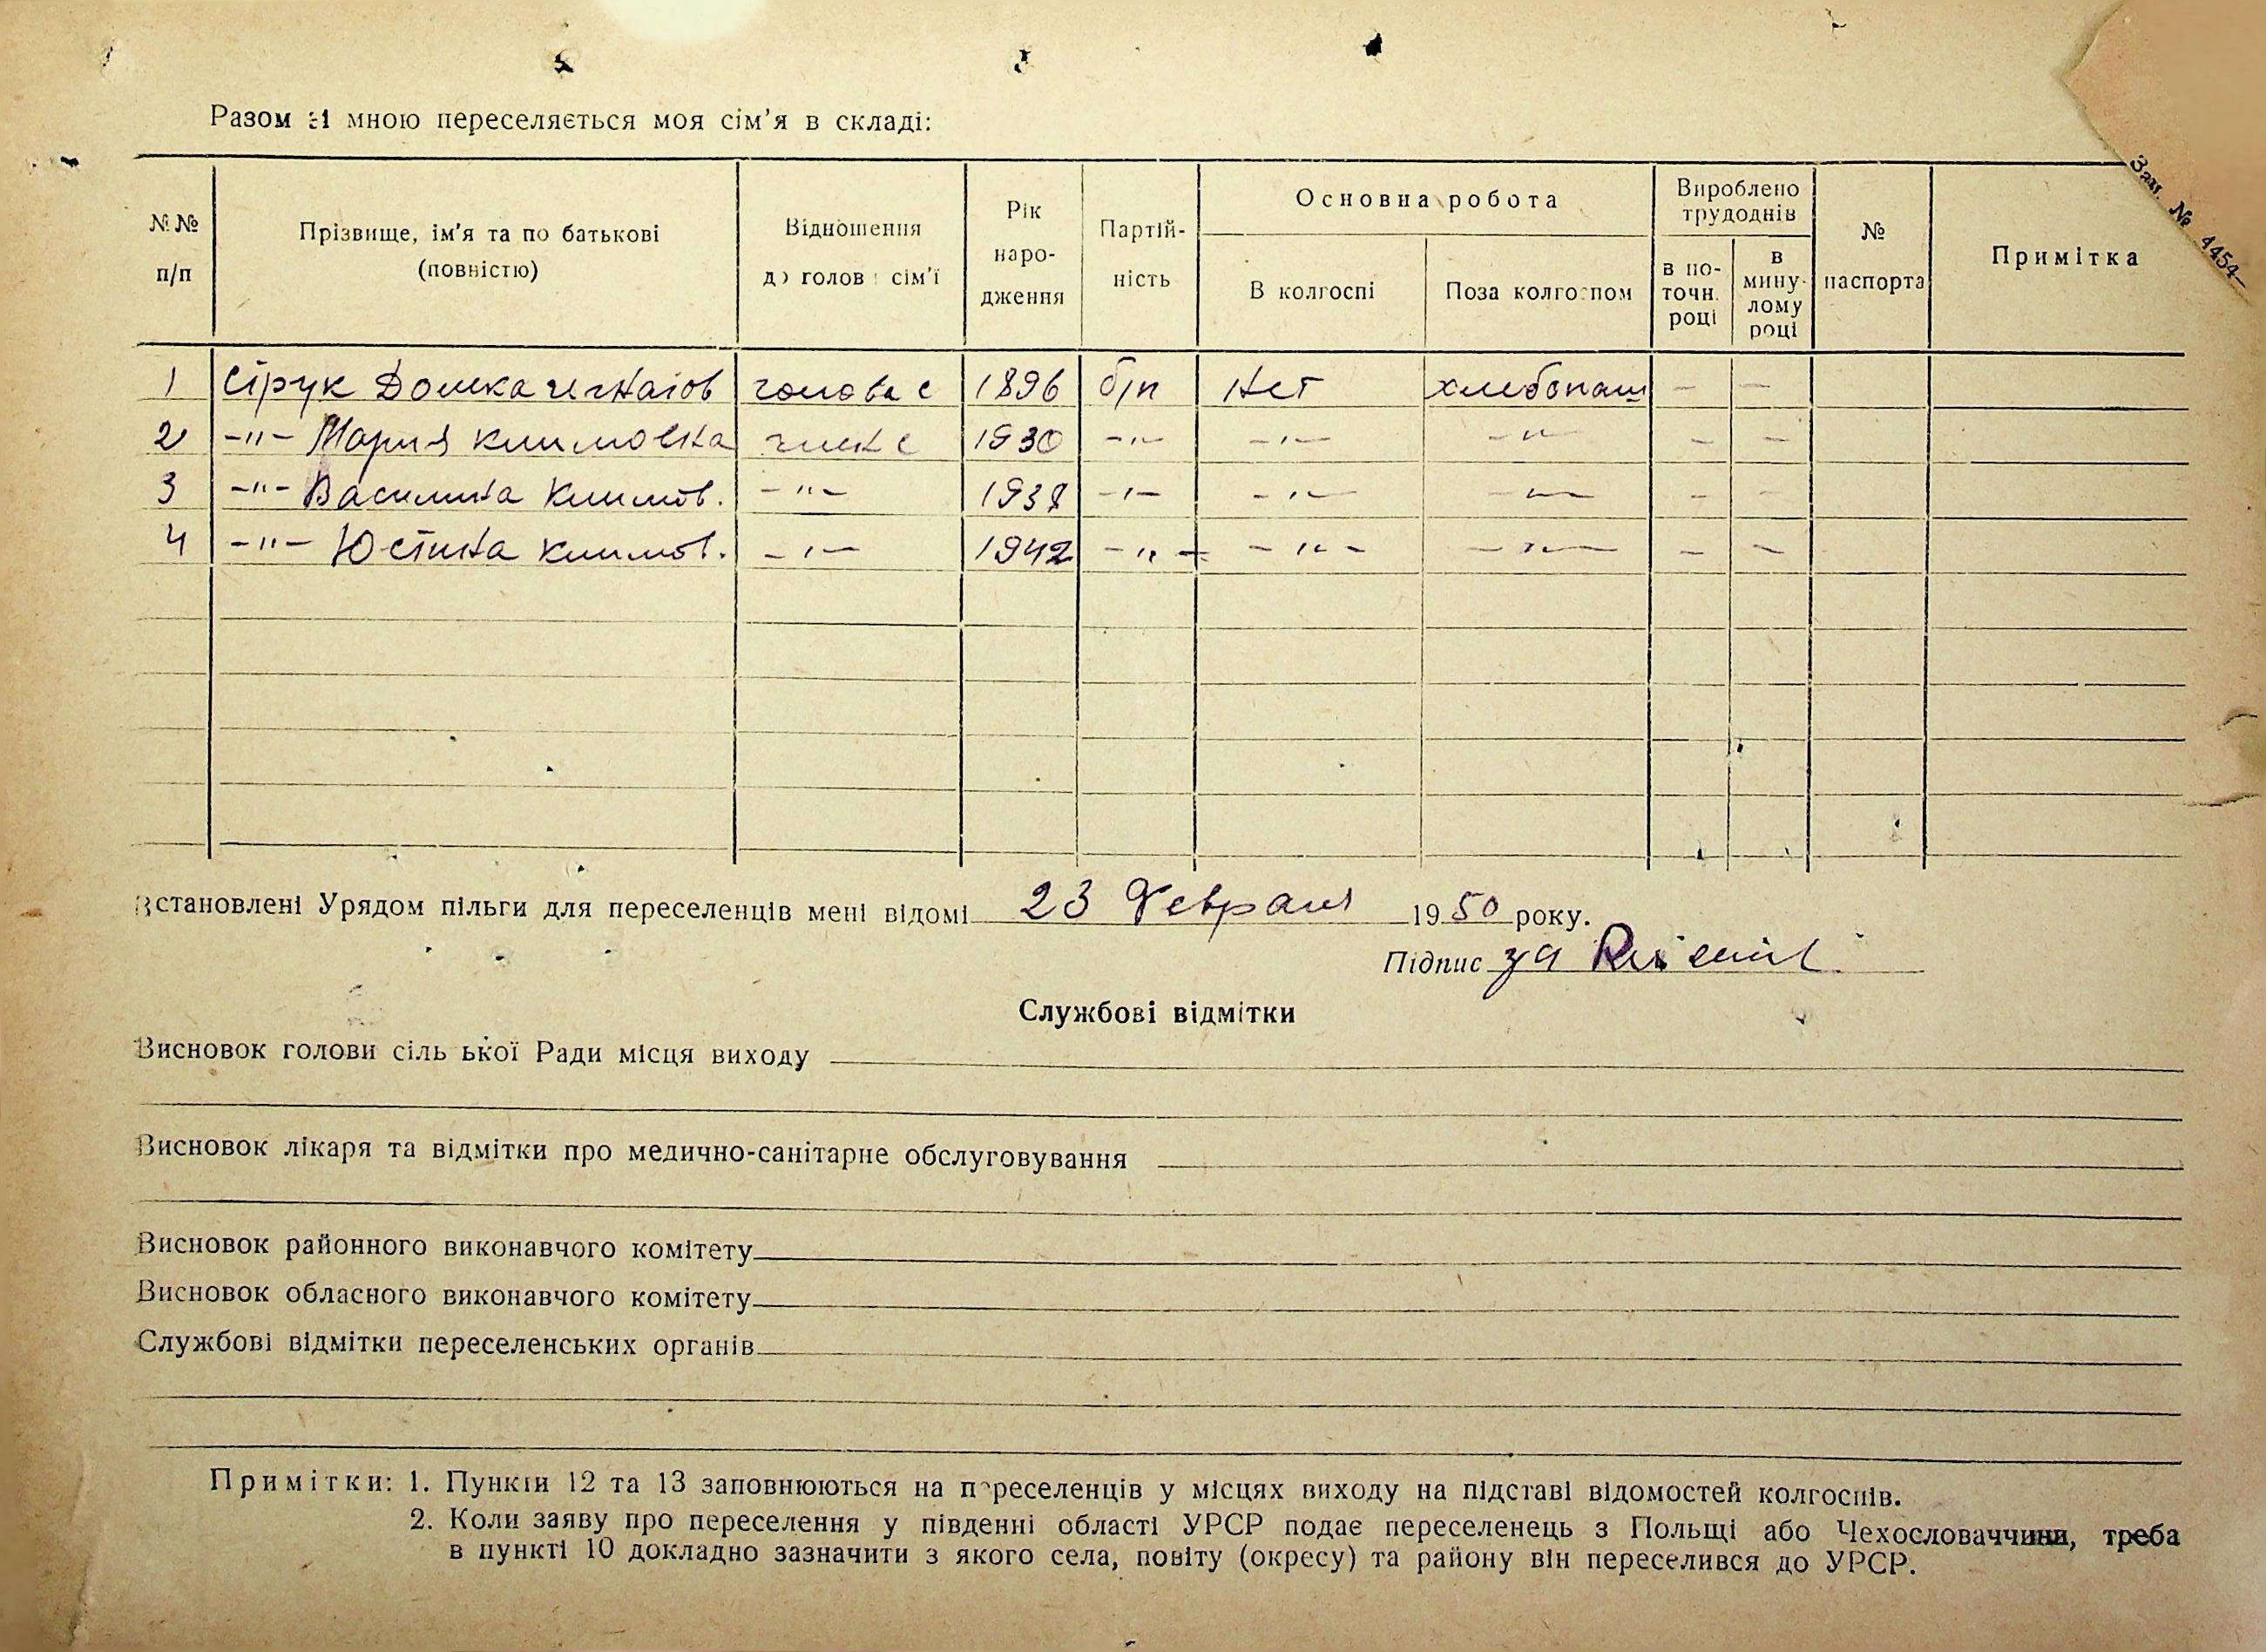 Разом зі мною переселяється моя сім'я в складі:
Зам. № 4454—
№№ п/п
Прізвище, ім'я та по батькові (повністю)
Відношення до голови сім'ї
Рік народження
Партійність
Основна робота
В колгоспі
Поза колгоспом
Вироблено трудоднів
в поточн. році
в минулому році
№ паспорта
Примітка
1 Сірук Домка Игнатов голова с 1896 б/п Нет хлебопаш — —
2 -"- Мария Климовна член с 1930 -"- -"- -"- — —
3 -"- Василина Климов. -"- 1938 -"- -"- -"- — —
4 -"- Юстина Климов. -"- 1942 -"- -"- -"- — —
Встановлені Урядом пільги для переселенців мені відомі 23 Февраля 1950 року.
Підпис за
Службові відмітки
Висновок голови сільської Ради місця виходу
Висновок лікаря та відмітки про медично-санітарне обслуговування
Висновок районного виконавчого комітету
Висновок обласного виконавчого комітету
Службові відмітки переселенських органів
Примітки: 1. Пункти 12 та 13 заповнюються на переселенців у місцях виходу на підставі відомостей колгоспів.
2. Коли заяву про переселення у південні області УРСР подає переселенець з Польщі або Чехословаччини, треба
в пункті 10 докладно зазначити з якого села, повіту (окресу) та району він переселився до УРСР.